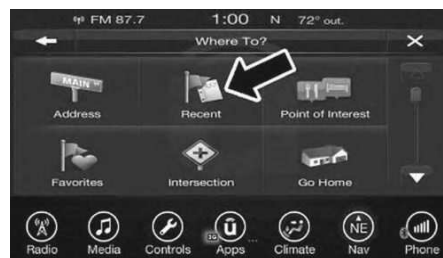 FM 87.7 1:00 N 72° out.
Where To?
MAIN
Address Recent Point of Interest
Favorites Intersection Go Home
3G ū NE
Radio Media Controls Apps Climate Nav Phone